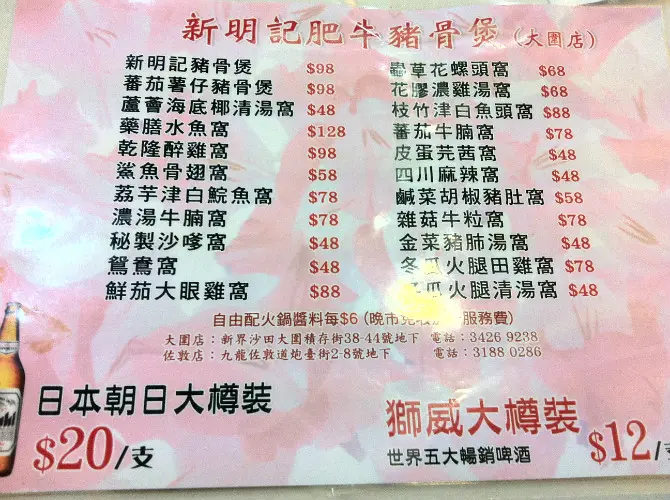 新明記肥牛豬骨煲(大圍店)
新明記豬骨煲 $98
蕃茄薯仔豬骨煲 $98
蘆薈海底椰清湯窩 $48
藥膳水魚窩 $128
乾隆醉雞窩 $98
鯊魚骨翅窩 $58
荔芋津白鯇魚窩 $78
濃湯牛腩窩 $78
秘製沙嗲窩 $48
鴛鴦窩 $48
鮮茄大眼雞窩 $88
蟲草花螺頭窩 $68
花膠濃雞湯窩 $68
枝竹津白魚頭窩 $88
蕃茄牛腩窩 $78
皮蛋芫茜窩 $48
四川麻辣窩 $48
鹹菜胡椒豬肚窩 $58
雜菇牛粒窩 $78
金菜豬肺湯窩 $48
冬瓜火腿田雞窩 $78
瓜火腿清湯窩 $48
自由配火鍋醬料每$6 (晚市 服務費)
大圍店：新界沙田大圍積存街38-44號地下 電話：3426 9238
佐敦店：九龍佐敦道炮臺街2-8號地下 電話：3188 0286
日本朝日大樽裝
$20/支
獅威大樽裝
世界五大暢銷啤酒 $12/支
Asahi